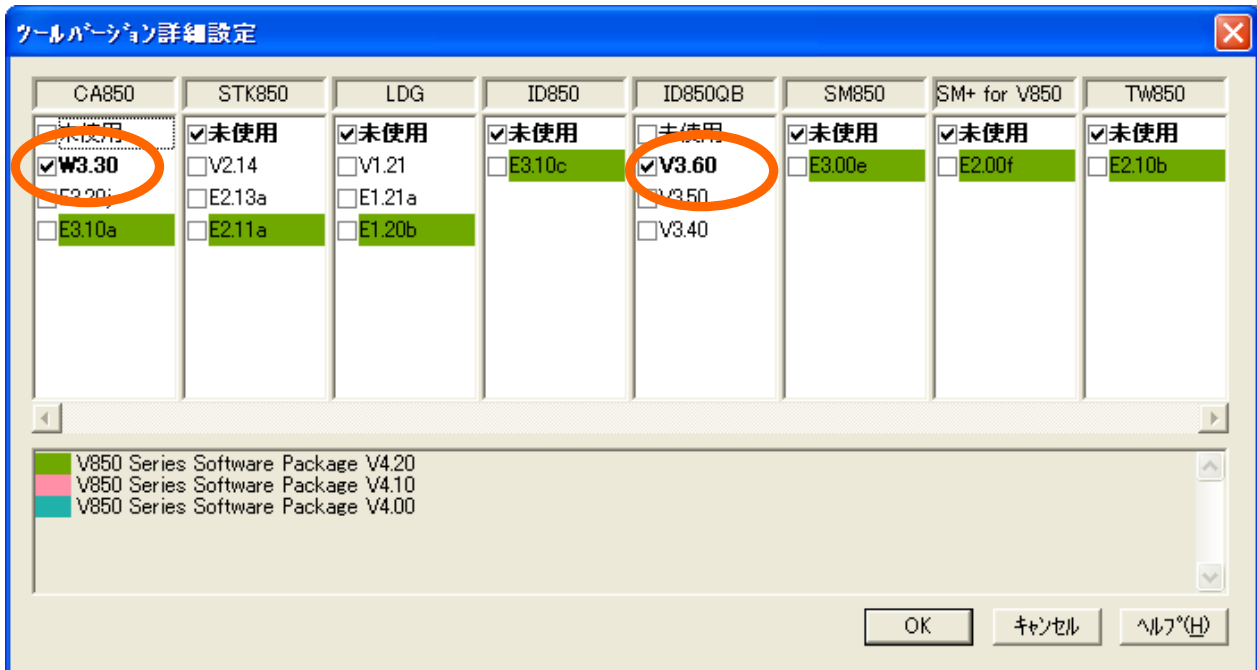 ツールバージョン詳細設定
CA850 STK850 LDG ID850 ID850QB SM850 SM+ for V850 TW850
未使用 未使用 未使用 未使用 未使用 未使用 未使用 未使用
W3.30 V2.14 V1.21 E3.10c V3.60 E3.00e E2.00f E2.10b
E3.20j E2.13a E1.21a V3.50
E3.10a E2.11a E1.20b V3.40
V850 Series Software Package V4.20
V850 Series Software Package V4.10
V850 Series Software Package V4.00
OK キャンセル ヘルプ(H)